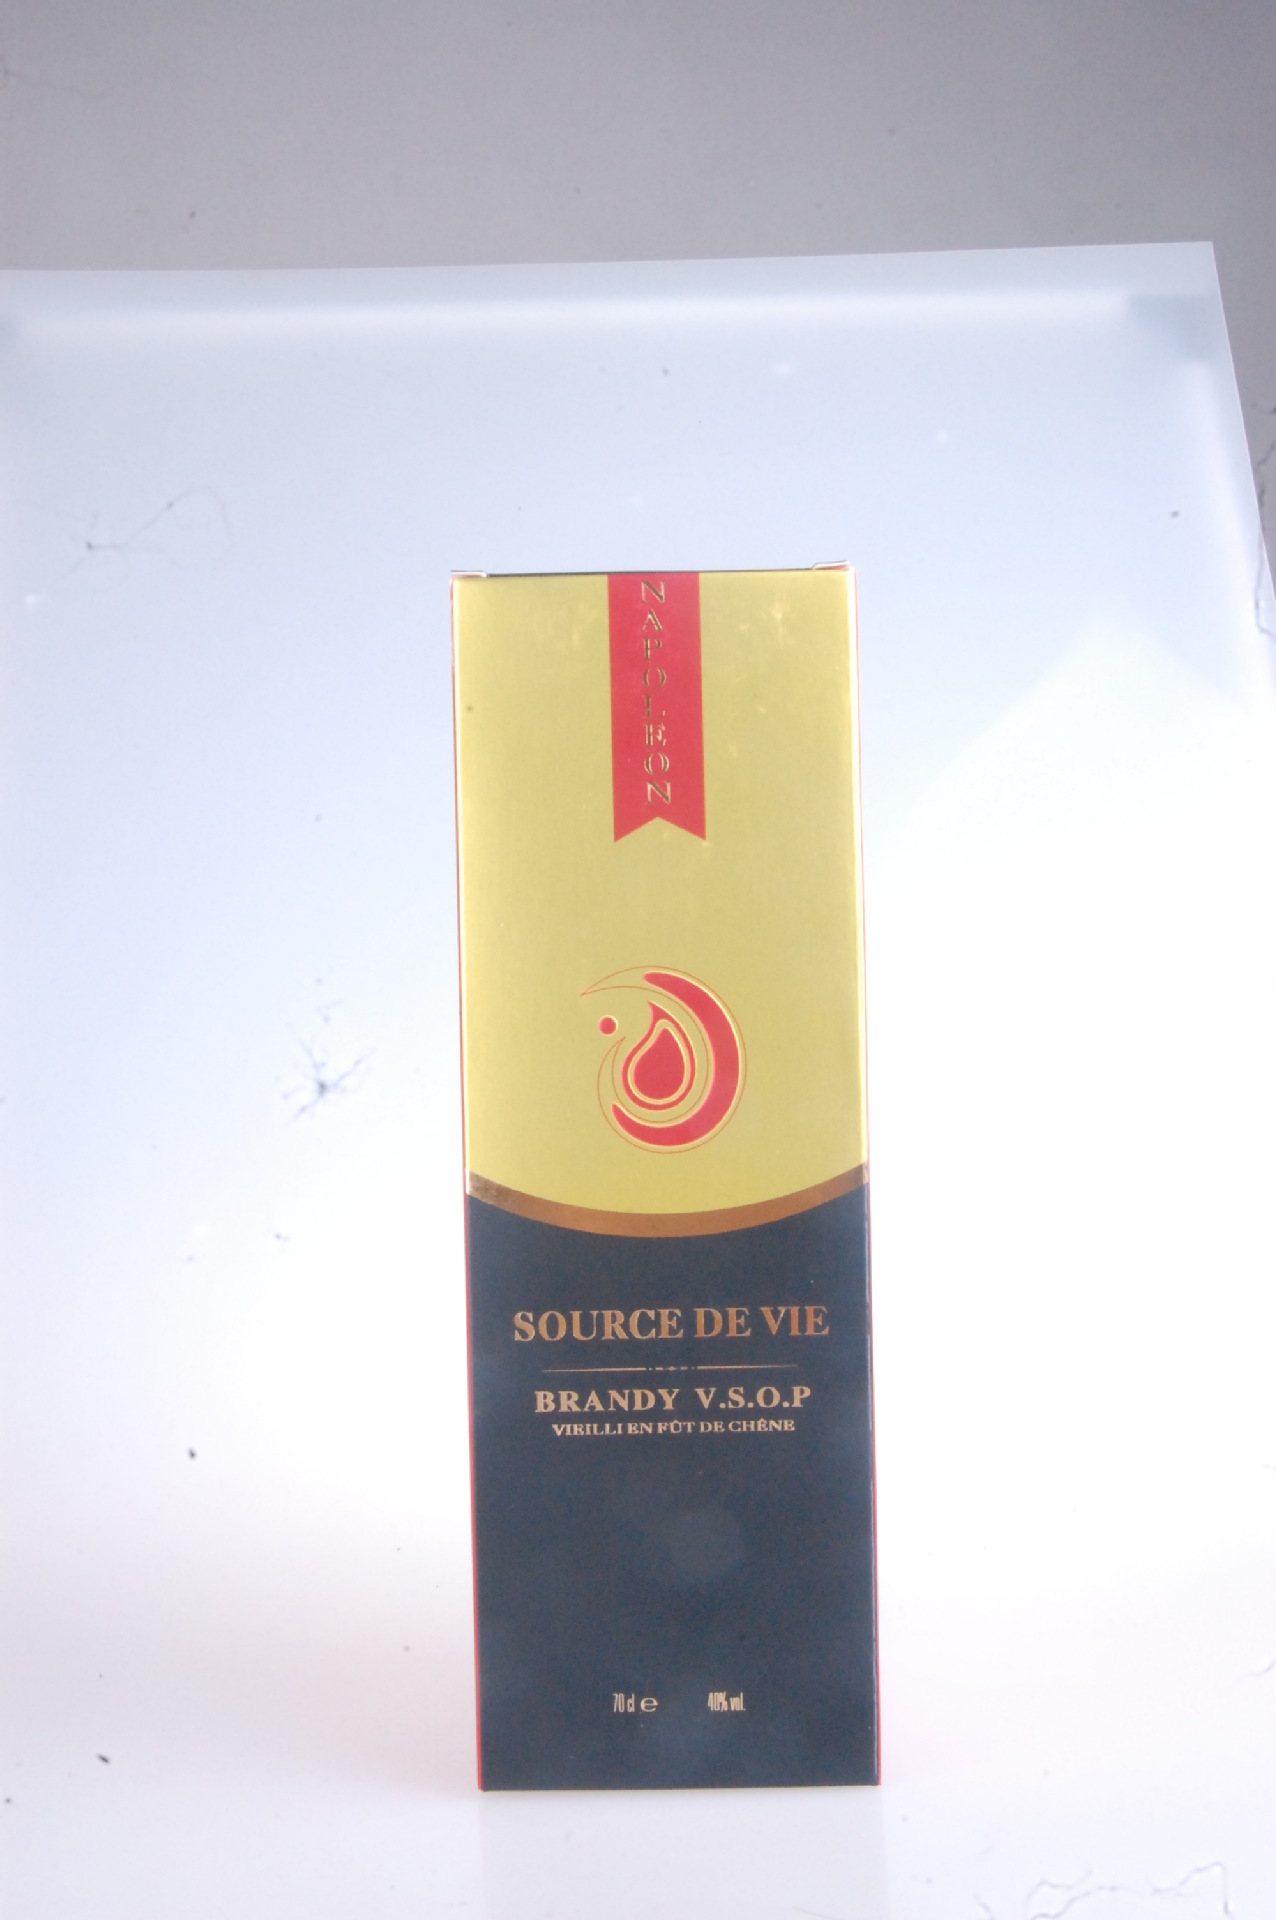 NAPOLEON
SOURCE DE VIE
BRANDY V.S.O.P
VIEILLI EN FÛT DE CHÊNE
70 cl e 40% vol.